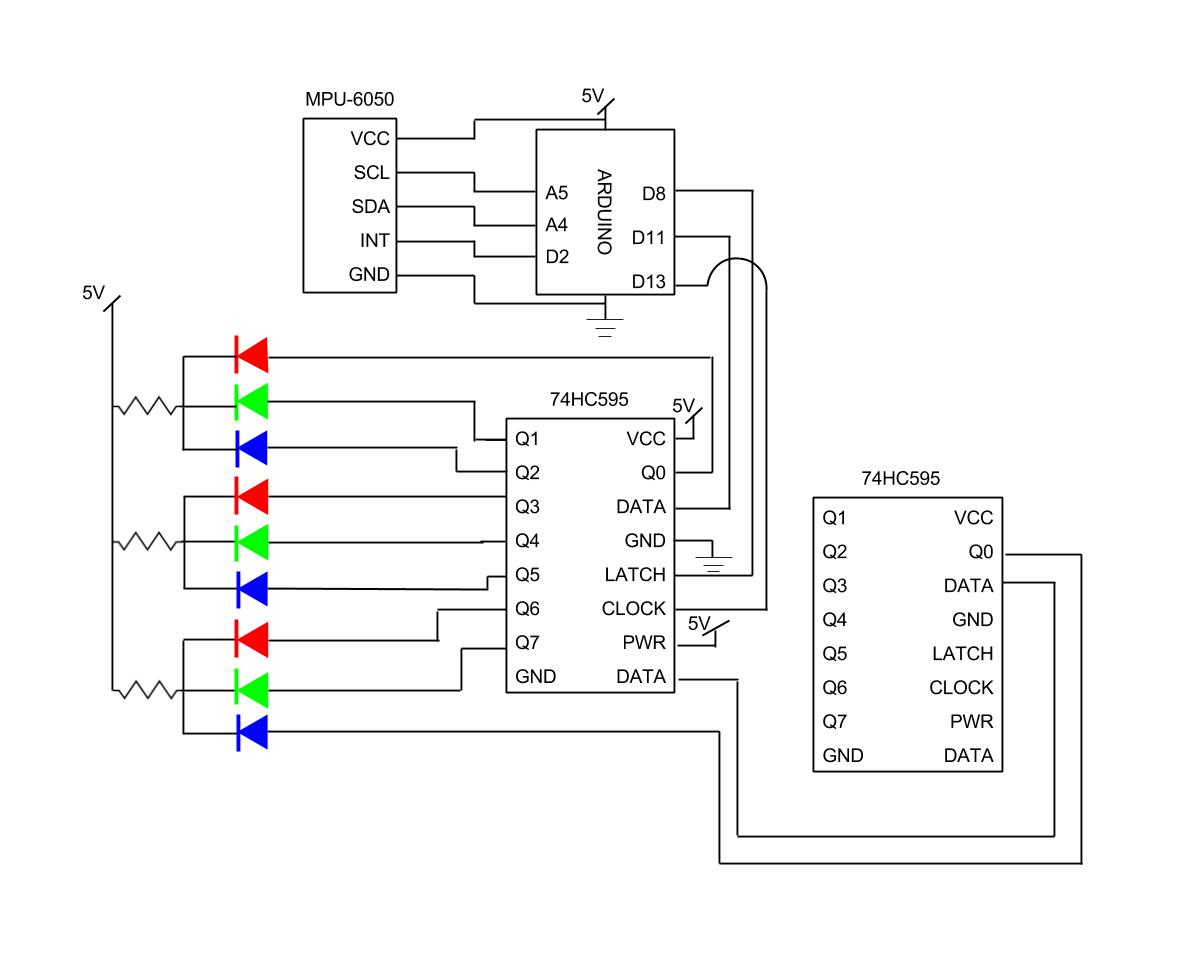 MPU-6050
VCC
SCL
SDA
INT
GND
5V
ARDUINO
A5
A4
D2
D8
D11
D13
5V
74HC595
5V
Q1
Q2
Q3
Q4
Q5
Q6
Q7
GND
VCC
Q0
DATA
GND
LATCH
CLOCK
PWR
DATA
5V
74HC595
Q1
Q2
Q3
Q4
Q5
Q6
Q7
GND
VCC
Q0
DATA
GND
LATCH
CLOCK
PWR
DATA